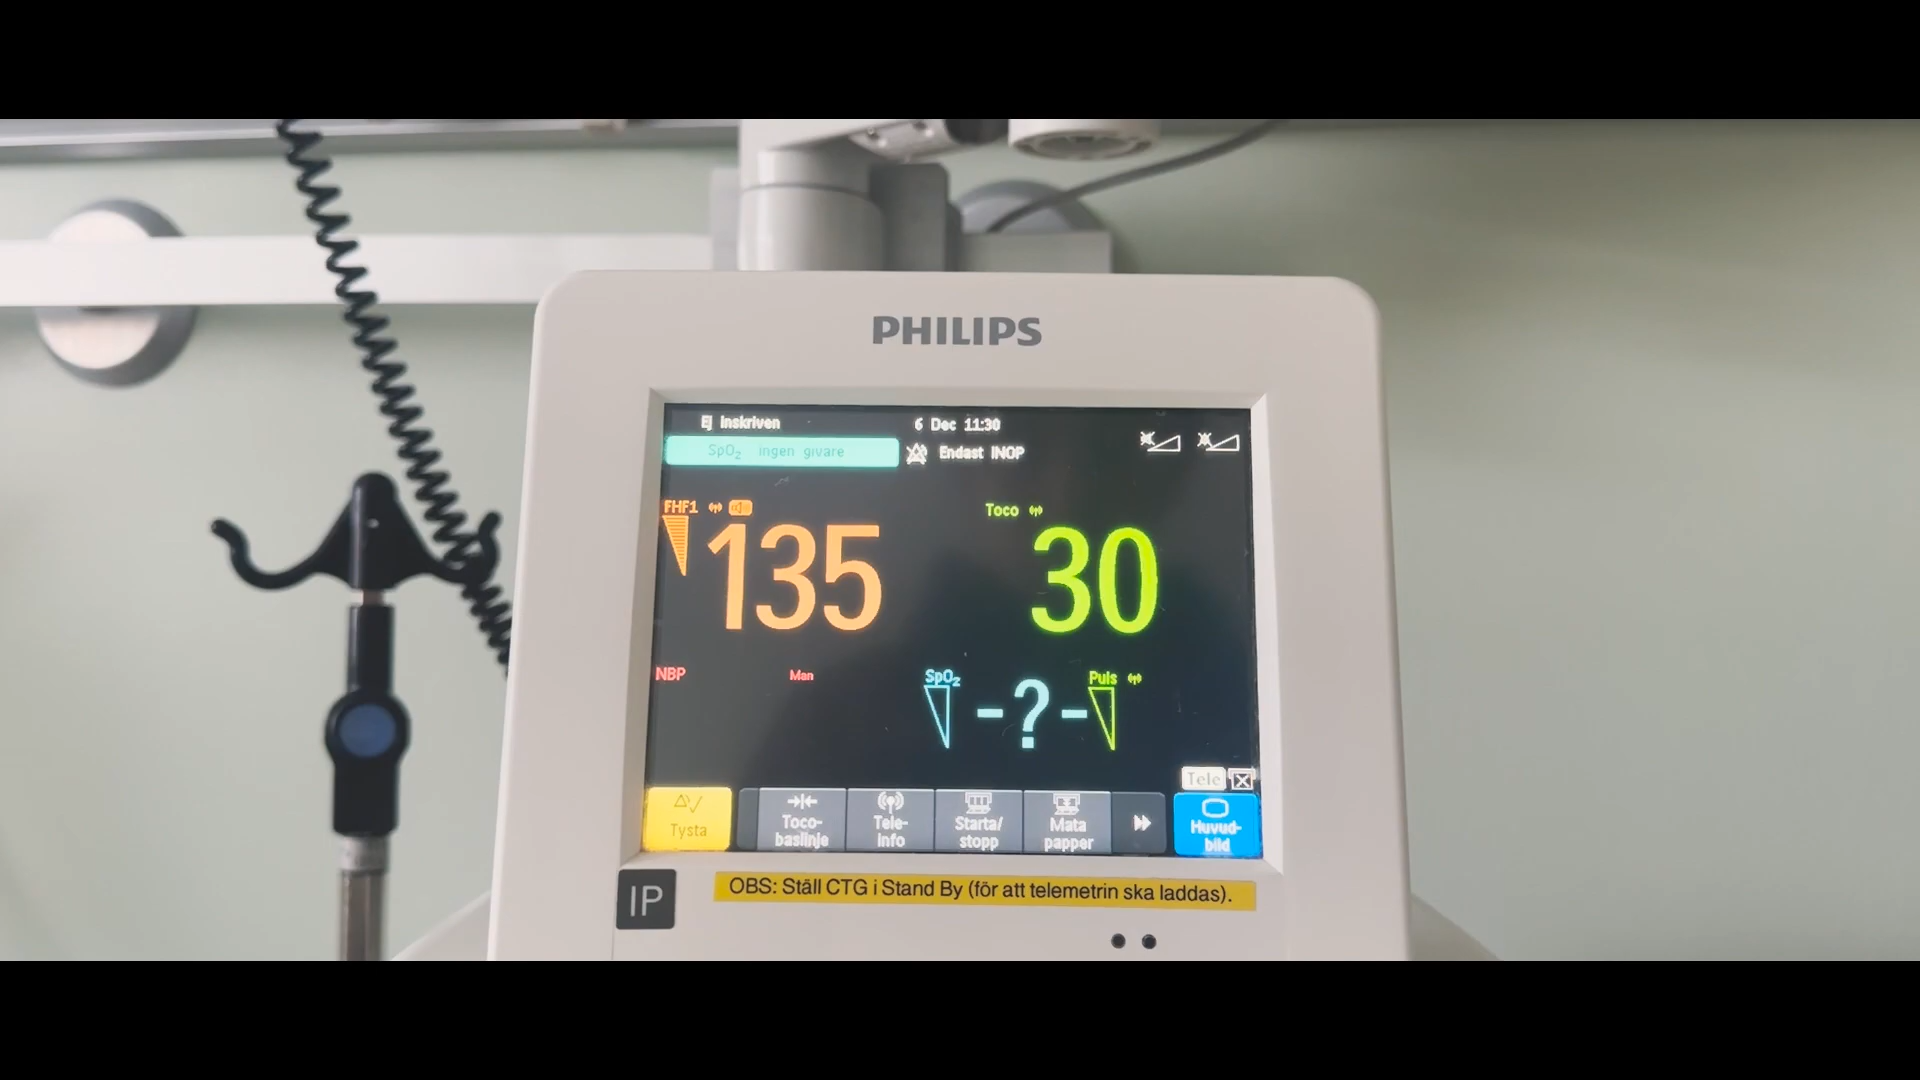 PHILIPS
Ej Inskriven
6 Dec 11:30
SpO₂ ingen givare
Endast INOP
FHF1
135
Toco
30
NBP
Man
SpO₂
-?-
Puls
Tele
Tysta
Toco-
baslinje
Tele-
info
Starta/
stopp
Mata
papper
Huvud-
bild
IP
OBS: Ställ CTG i Stand By (för att telemetrin ska laddas).